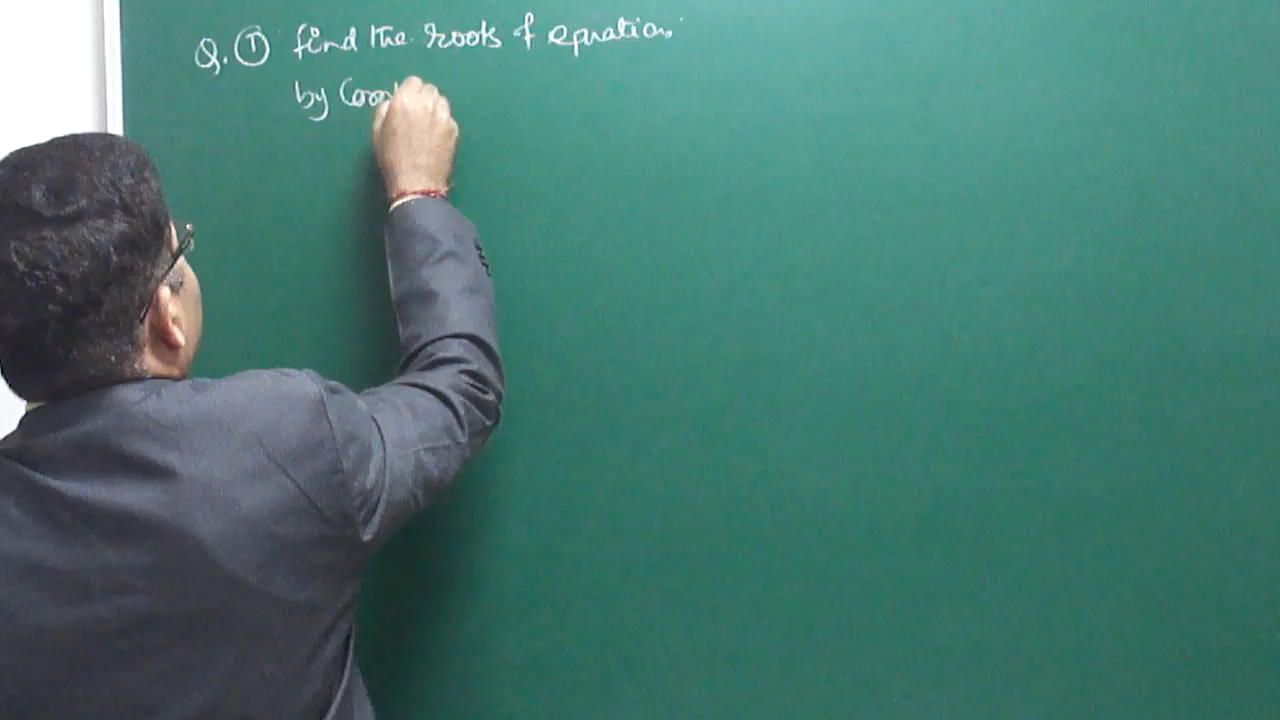 Q. ① find the roots of equation
by